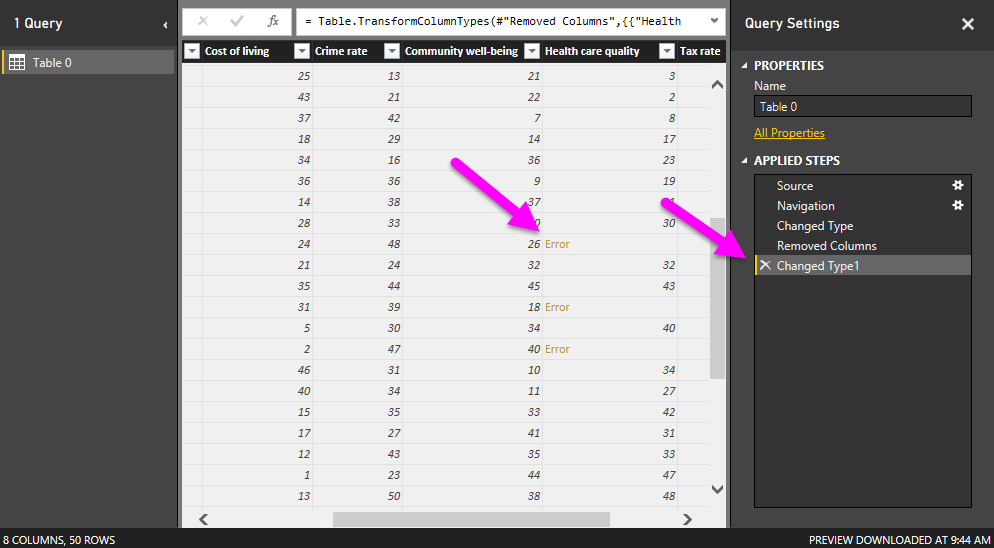 1 Query
Table 0
= Table.TransformColumnTypes(#"Removed Columns",{{"Health
Cost of living Crime rate Community well-being Health care quality Tax rate
25 13 21 3
43 21 22 2
37 42 7 8
18 29 14 17
34 16 36 23
36 36 9 19
14 38 37
28 33 30
24 48 26 Error
21 24 32 32
35 44 45 43
31 39 18 Error
5 30 34 40
2 47 40 Error
46 31 10 34
40 34 11 27
15 35 33 42
17 27 41 31
12 43 35 33
1 23 44 47
13 50 38 48
Query Settings
PROPERTIES
Name
Table 0
All Properties
APPLIED STEPS
Source
Navigation
Changed Type
Removed Columns
Changed Type1
8 COLUMNS, 50 ROWS
PREVIEW DOWNLOADED AT 9:44 AM